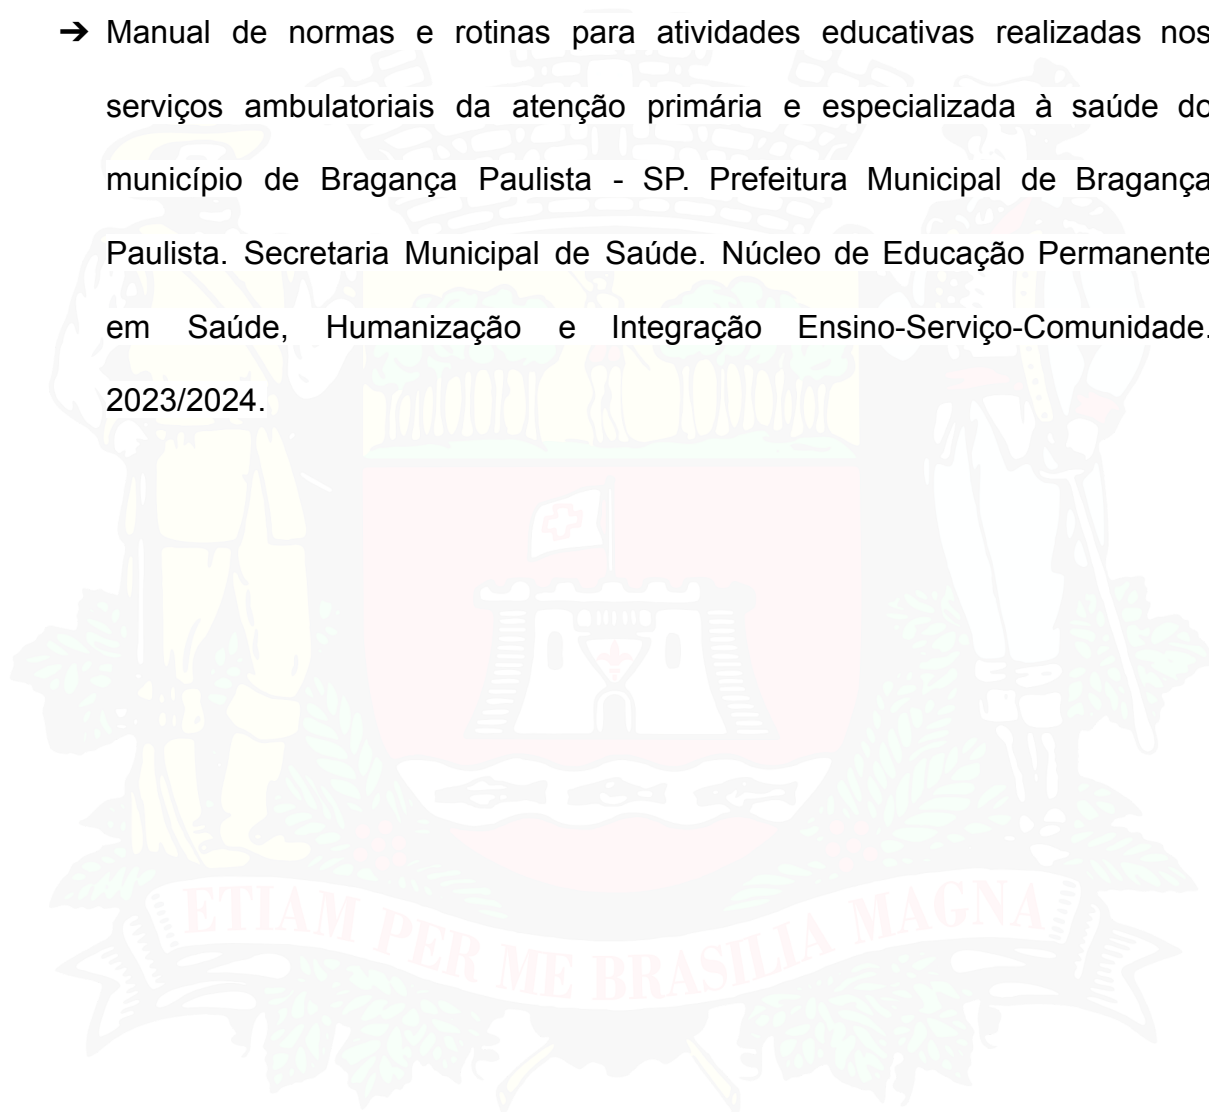 ➔ Manual de normas e rotinas para atividades educativas realizadas nos
serviços ambulatoriais da atenção primária e especializada à saúde do
município de Bragança Paulista - SP. Prefeitura Municipal de Bragança
Paulista. Secretaria Municipal de Saúde. Núcleo de Educação Permanente
em Saúde, Humanização e Integração Ensino-Serviço-Comunidade.
2023/2024.
ETIAM PER ME BRASILIA MAGNA